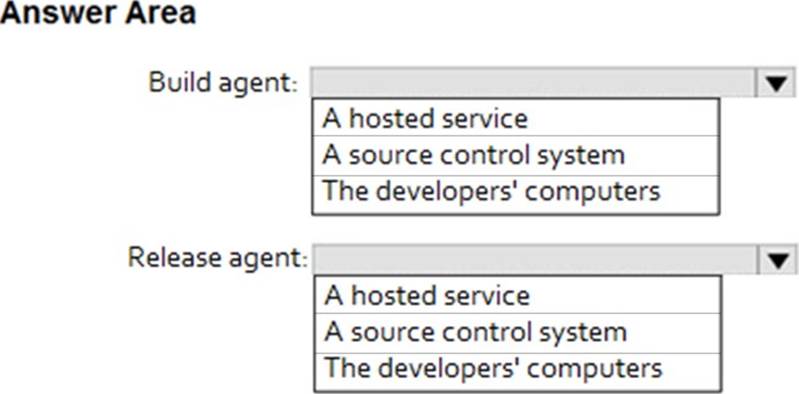 Answer Area
Build agent:
A hosted service
A source control system
The developers' computers
Release agent:
A hosted service
A source control system
The developers' computers